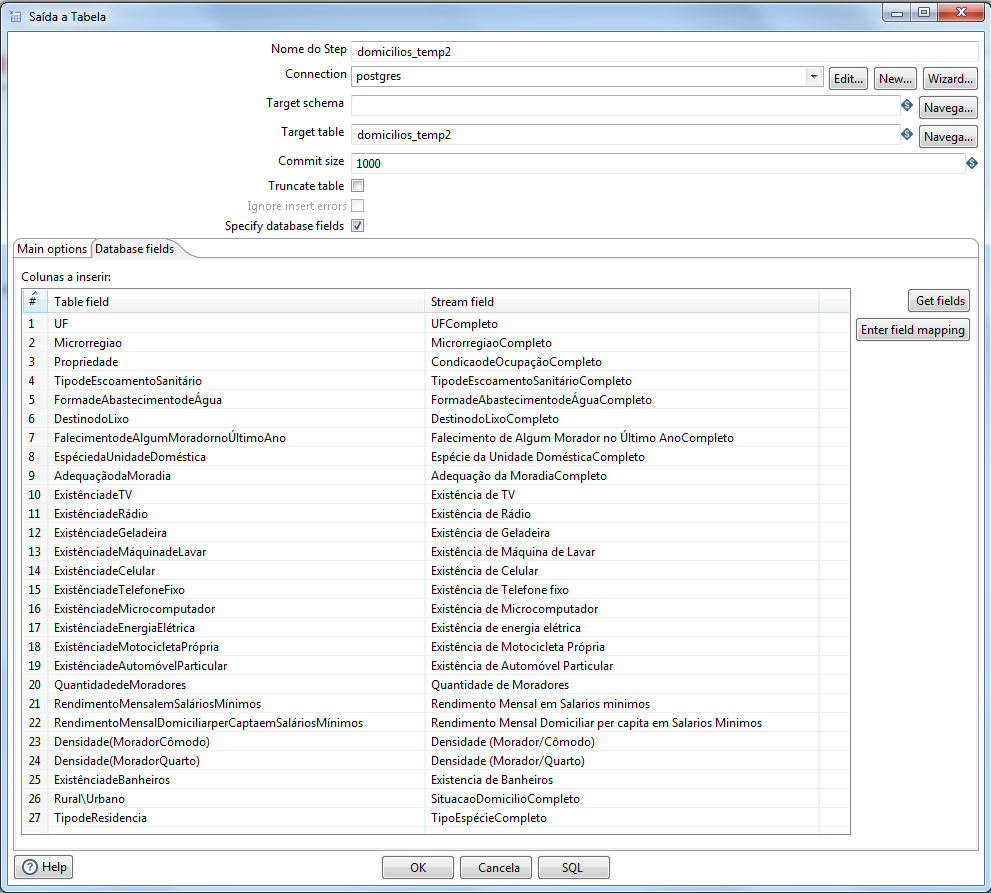 Saída a Tabela
Nome do Step domicilios_temp2
Connection postgres Edit... New... Wizard...
Target schema Navega...
Target table domicilios_temp2 Navega...
Commit size 1000
Truncate table
Ignore insert errors
Specify database fields
Main options Database fields
Colunas a inserir:
# Table field Stream field Get fields
1 UF UFCompleto Enter field mapping
2 Microrregiao MicrorregiaoCompleto
3 Propriedade CondicaodeOcupaçãoCompleto
4 TipodeEscoamentoSanitário TipodeEscoamentoSanitárioCompleto
5 FormadeAbastecimentodeÁgua FormadeAbastecimentodeÁguaCompleto
6 DestinodoLixo DestinodoLixoCompleto
7 FalecimentodeAlgumMoradornoÚltimoAno Falecimento de Algum Morador no Último AnoCompleto
8 EspéciedaUnidadeDoméstica Espécie da Unidade DomésticaCompleto
9 AdequaçãodaMoradia Adequação da MoradiaCompleto
10 ExistênciadeTV Existência de TV
11 ExistênciadeRádio Existência de Rádio
12 ExistênciadeGeladeira Existência de Geladeira
13 ExistênciadeMáquinadeLavar Existência de Máquina de Lavar
14 ExistênciadeCelular Existência de Celular
15 ExistênciadeTelefoneFixo Existência de Telefone fixo
16 ExistênciadeMicrocomputador Existência de Microcomputador
17 ExistênciadeEnergiaElétrica Existência de energia elétrica
18 ExistênciadeMotocicletaPrópria Existência de Motocicleta Própria
19 ExistênciadeAutomóvelParticular Existência de Automóvel Particular
20 QuantidadedeMoradores Quantidade de Moradores
21 RendimentoMensalemSaláriosMínimos Rendimento Mensal em Salarios minimos
22 RendimentoMensalDomiciliarperCaptaemSaláriosMínimos Rendimento Mensal Domiciliar per capita em Salarios Minimos
23 Densidade(MoradorCômodo) Densidade (Morador/Cômodo)
24 Densidade(MoradorQuarto) Densidade (Morador/Quarto)
25 ExistênciadeBanheiros Existencia de Banheiros
26 Rural\Urbano SituacaoDomicilioCompleto
27 TipodeResidencia TipoEspécieCompleto
Help OK Cancela SQL